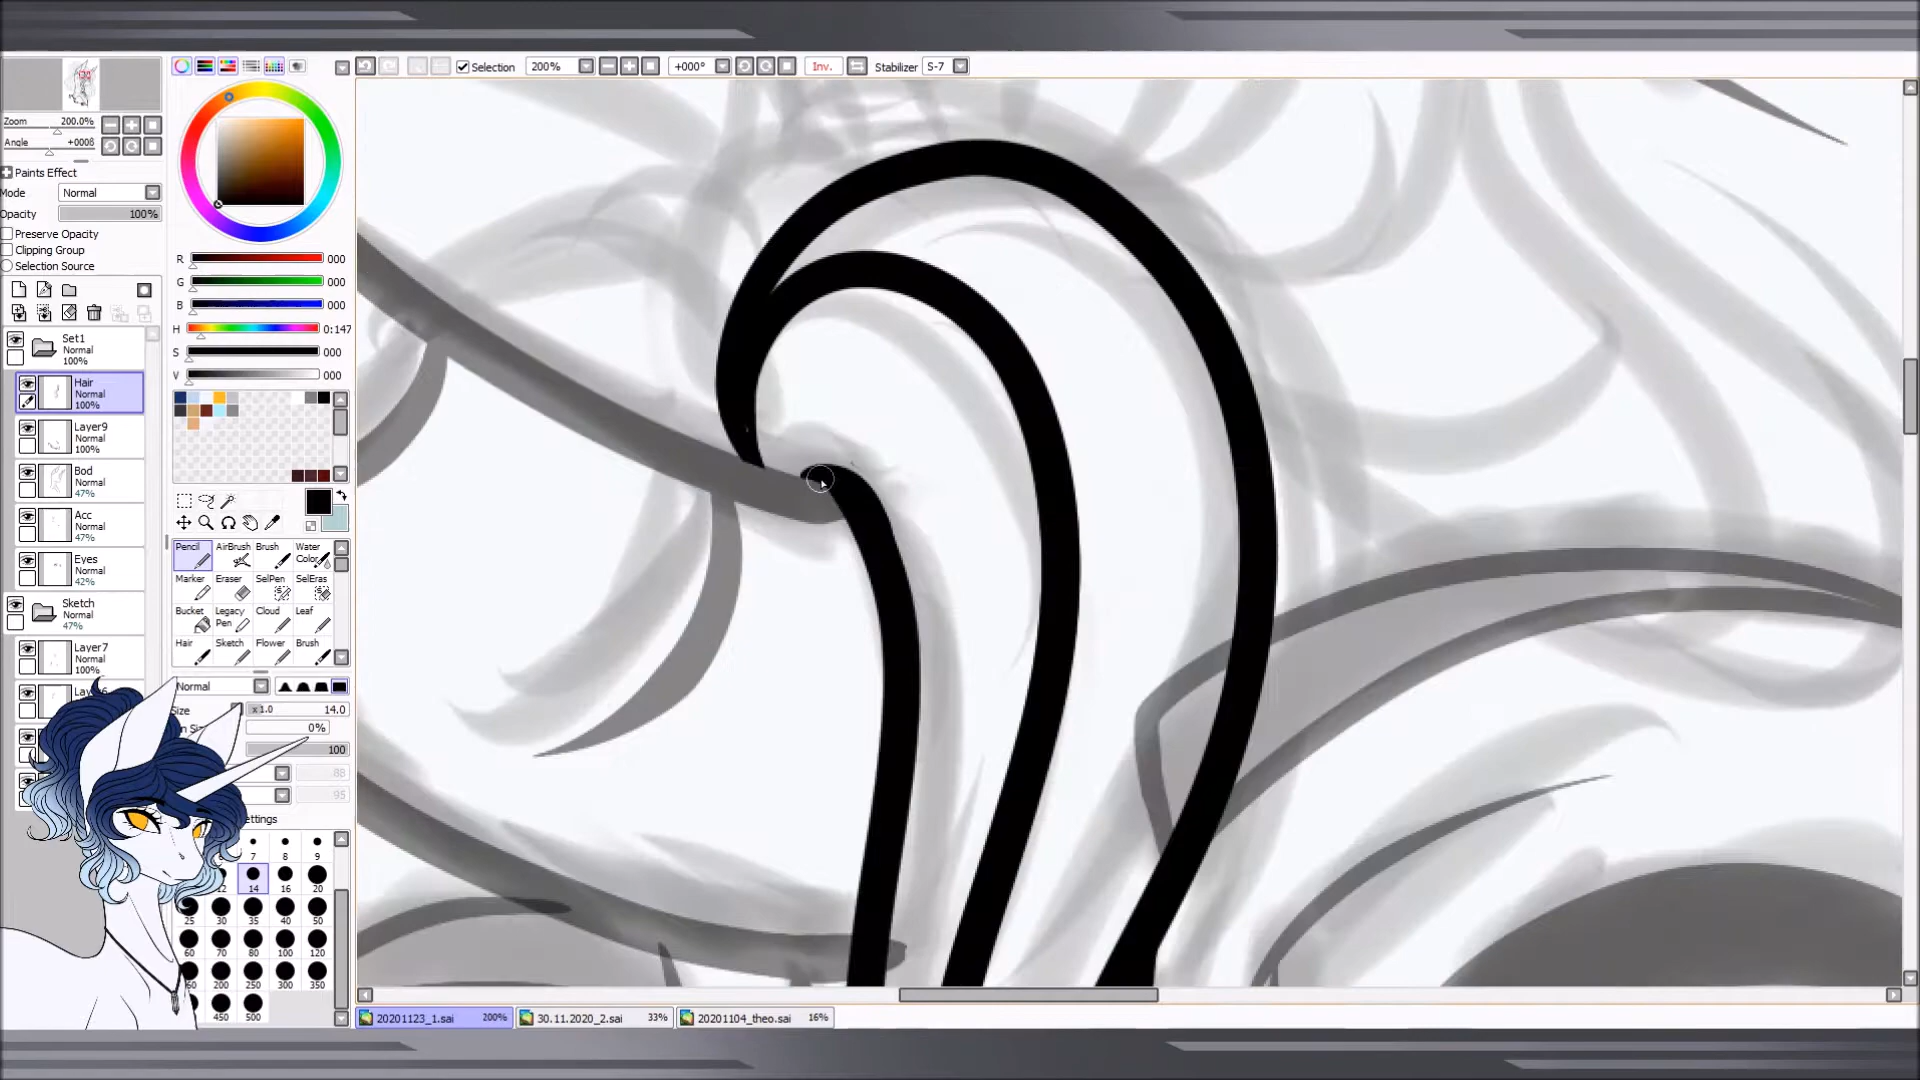 Selection 200% +000° Inv. Stabilizer S-7
Zoom 200.0%
Angle +000ß
Paints Effect
Mode Normal
Opacity 100%
Preserve Opacity
Clipping Group
Selection Source
R 000
G 000
B 000
H 0:147
S 000
V 000
Set1
Normal
100%
Hair
Normal
100%
Layer9
Normal
100%
Bod
Normal
47%
Acc
Normal
47%
Eyes
Normal
42%
Sketch
Normal
47%
Layer7
Normal
100%
Pencil AirBrush Brush Water
Color
Marker Eraser SelPen SelEras
Bucket Legacy Cloud Leaf
Pen
Hair Sketch Flower Brush
Normal
Size x1.0 14.0
0%
100
88
95
ettings
7 8 9
12 14 16 20
25 30 35 40 50
60 70 80 100 120
60 200 250 300 350
450 500
20201123_1.sai 200% 30.11.2020_2.sai 33% 20201104_theo.sai 16%